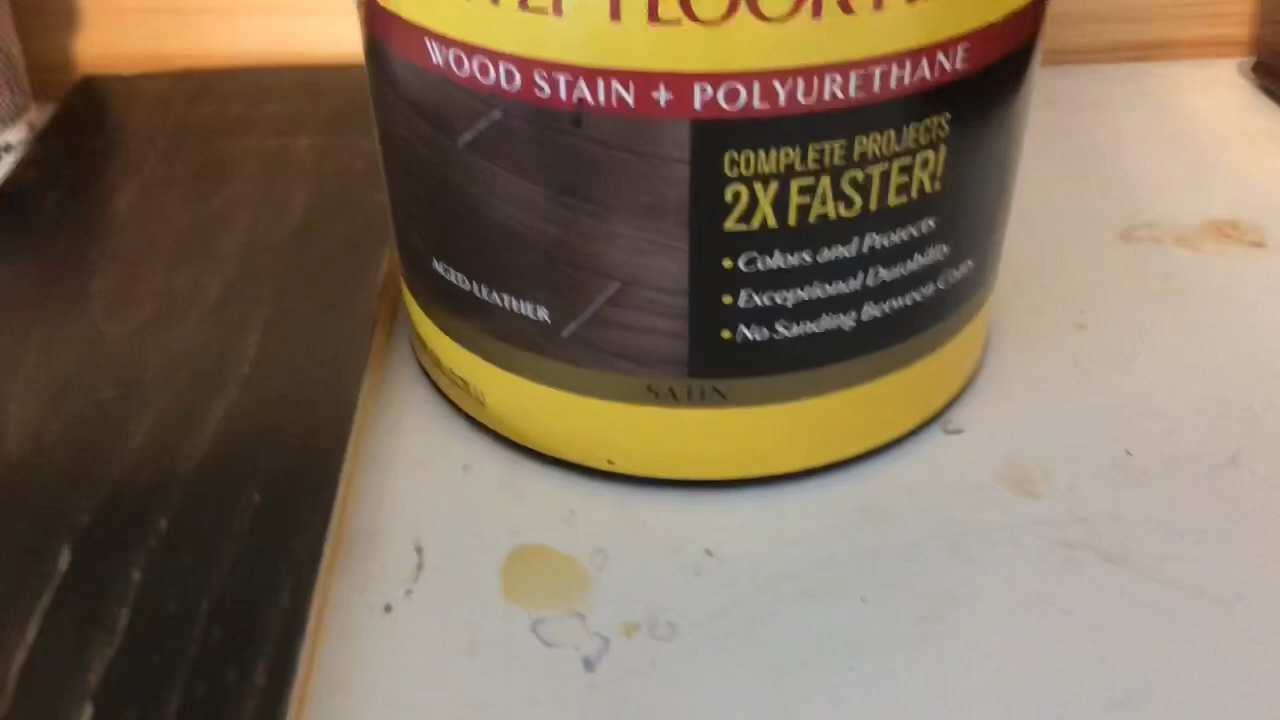 WOOD STAIN + POLYURETHANE
COMPLETE PROJECTS
2X FASTER!
• Colors and Protects
• Exceptional Durability
• No Sanding Between Coats
AGED LEATHER
SATIN